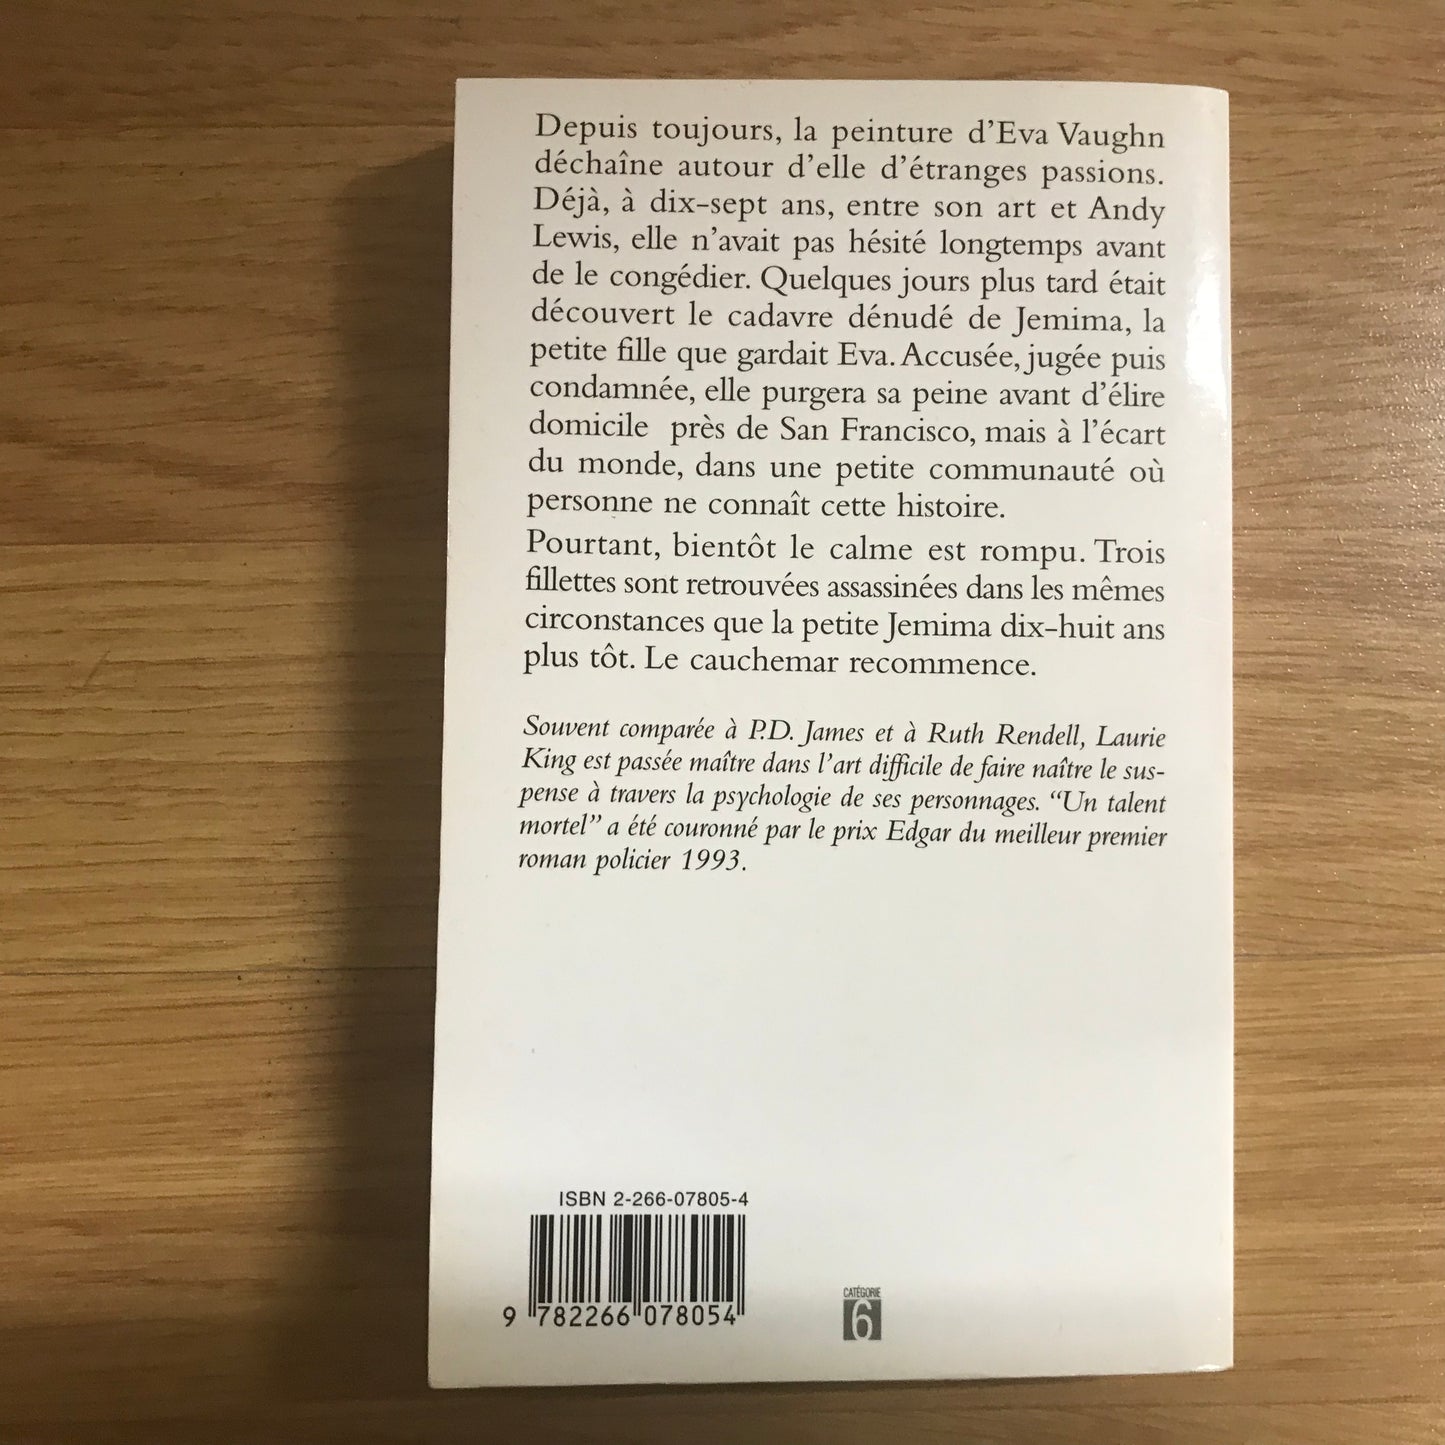 Depuis toujours, la peinture d'Eva Vaughn
déchaîne autour d'elle d'étranges passions.
Déjà, à dix-sept ans, entre son art et Andy
Lewis, elle n'avait pas hésité longtemps avant
de le congédier. Quelques jours plus tard était
découvert le cadavre dénudé de Jemima, la
petite fille que gardait Eva. Accusée, jugée puis
condamnée, elle purgera sa peine avant d'élire
domicile près de San Francisco, mais à l'écart
du monde, dans une petite communauté où
personne ne connaît cette histoire.
Pourtant, bientôt le calme est rompu. Trois
fillettes sont retrouvées assassinées dans les mêmes
circonstances que la petite Jemima dix-huit ans
plus tôt. Le cauchemar recommence.
Souvent comparée à P.D. James et à Ruth Rendell, Laurie
King est passée maître dans l'art difficile de faire naître le sus-
pense à travers la psychologie de ses personnages. “Un talent
mortel” a été couronné par le prix Edgar du meilleur premier
roman policier 1993.
ISBN 2-266-07805-4
9 782266 078054
CATÉGORIE
6